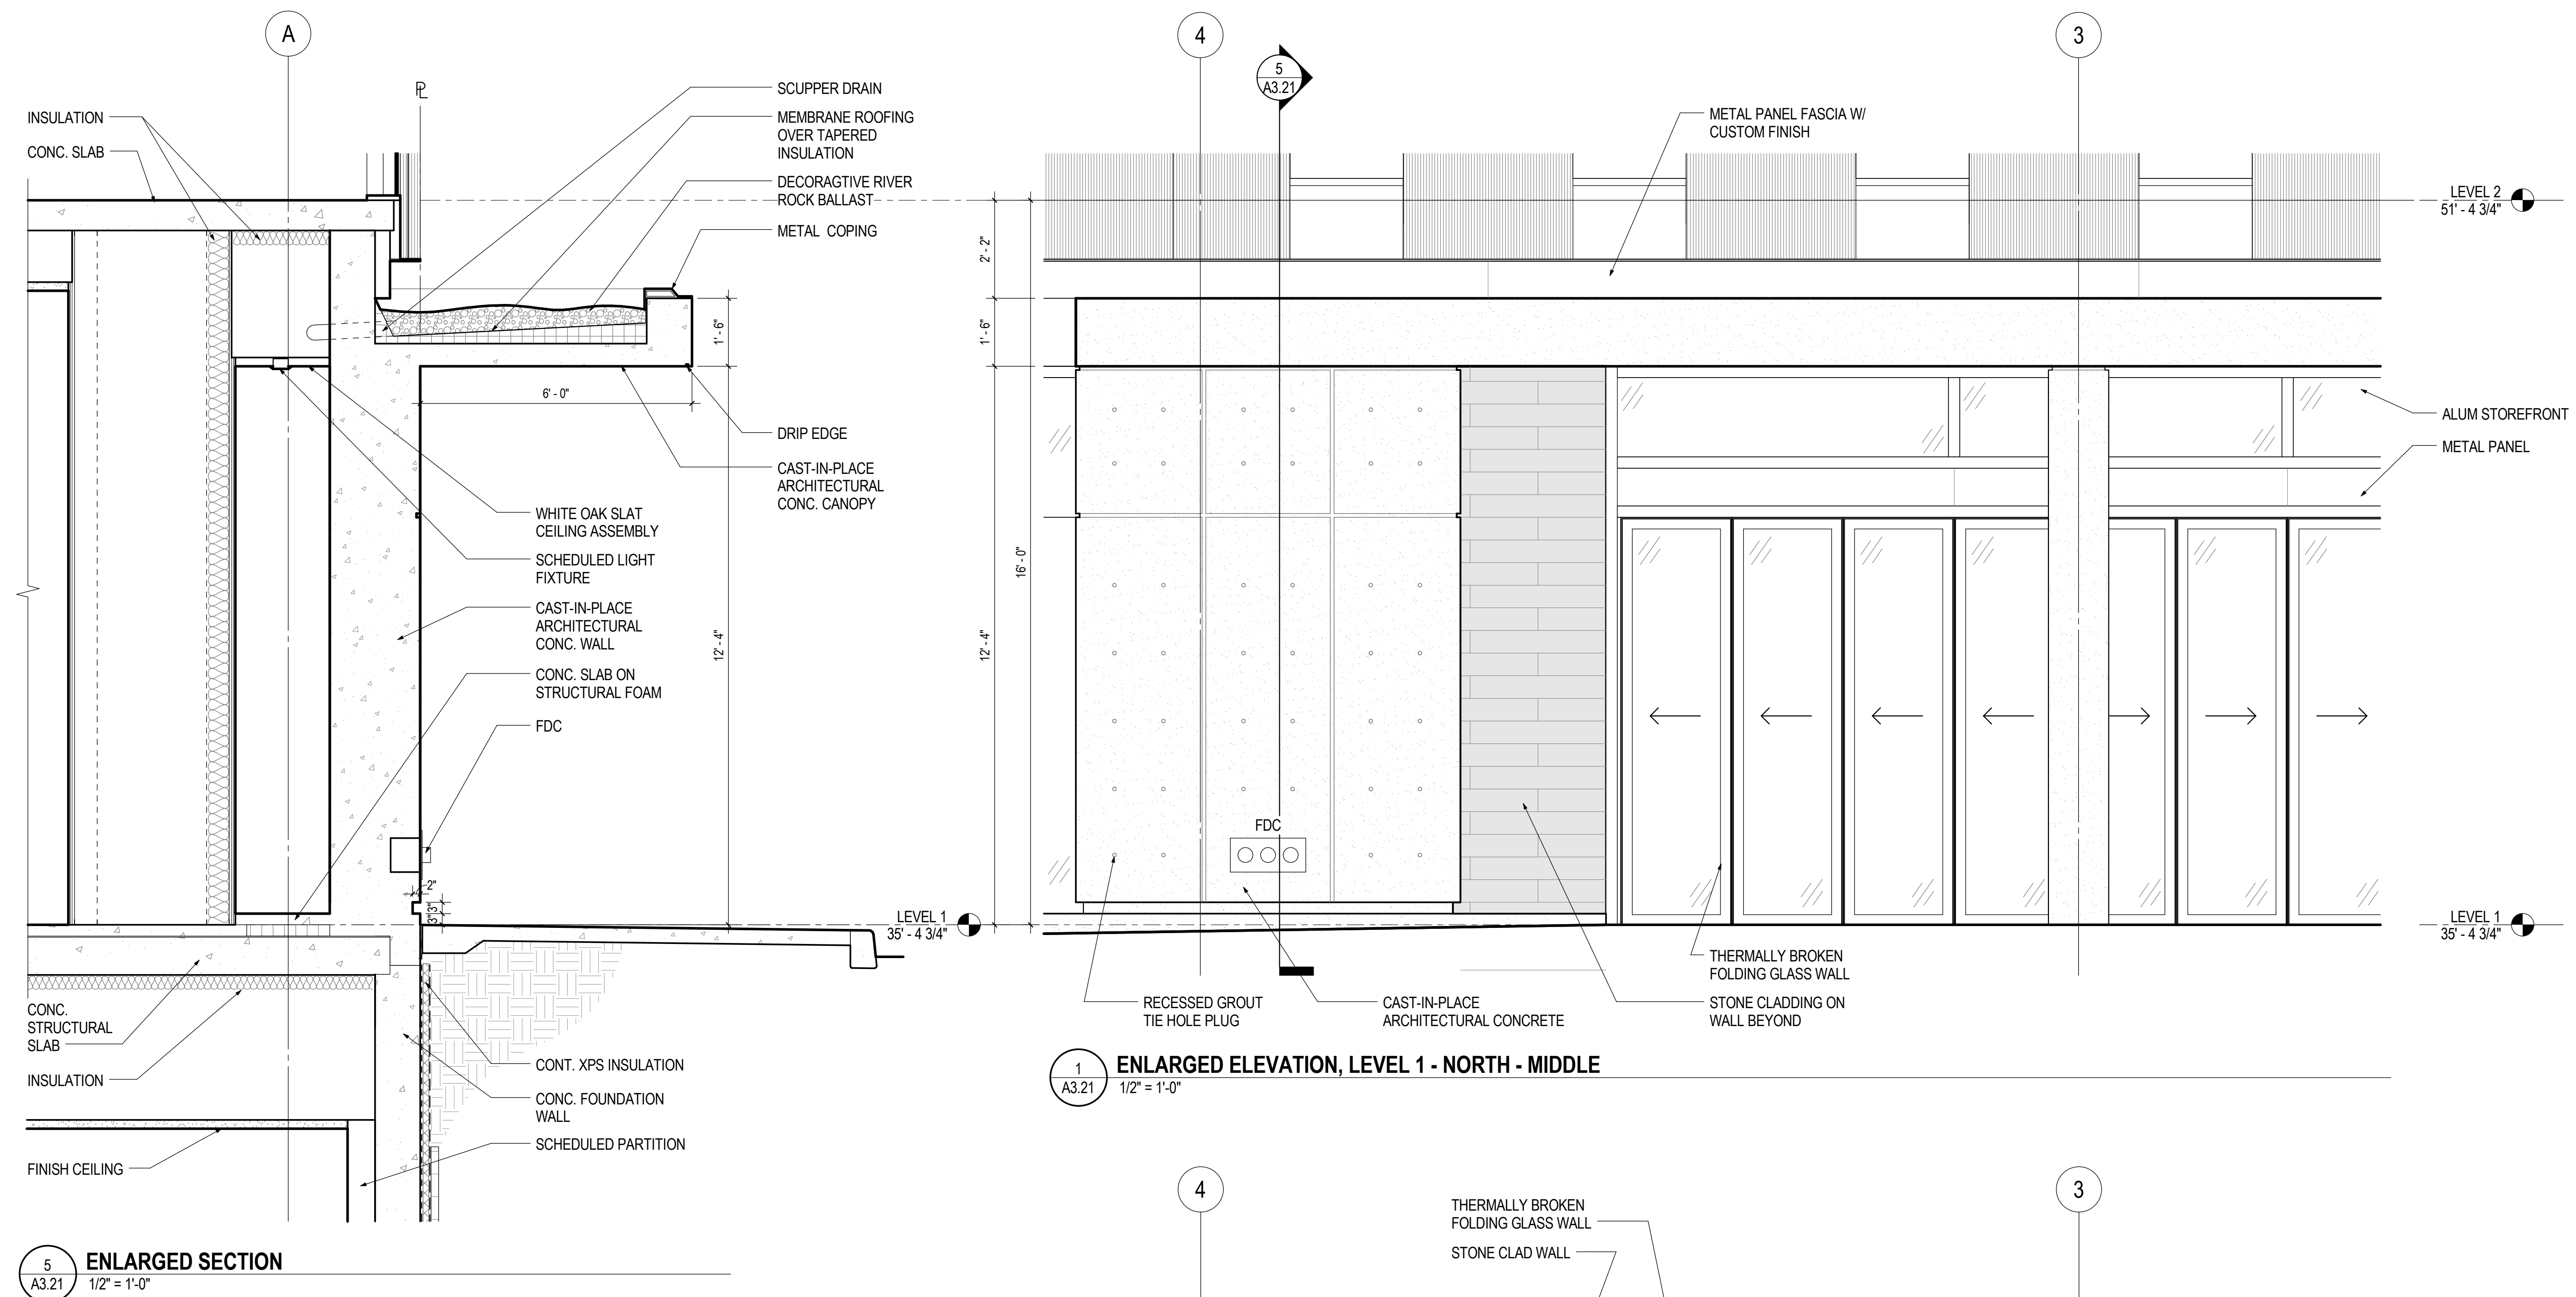 A
℄
INSULATION
CONC. SLAB
SCUPPER DRAIN
MEMBRANE ROOFING
OVER TAPERED
INSULATION
DECORAGTIVE RIVER
ROCK BALLAST
METAL  COPING
1' - 6"
6' - 0"
DRIP EDGE
CAST-IN-PLACE
ARCHITECTURAL
CONC. CANOPY
WHITE OAK SLAT
CEILING ASSEMBLY
SCHEDULED LIGHT
FIXTURE
CAST-IN-PLACE
ARCHITECTURAL
CONC. WALL
12' - 4"
CONC. SLAB ON
STRUCTURAL FOAM
FDC
2"
3"
3"
LEVEL 1
35' - 4 3/4"
CONC.
STRUCTURAL
SLAB
INSULATION
CONT. XPS INSULATION
CONC. FOUNDATION
WALL
SCHEDULED PARTITION
FINISH CEILING
5
A3.21
ENLARGED SECTION
1/2" = 1'-0"
4
5
A3.21
3
METAL PANEL FASCIA W/
CUSTOM FINISH
LEVEL 2
51' - 4 3/4"
2' - 2"
1' - 6"
16' - 0"
12' - 4"
ALUM STOREFRONT
METAL PANEL
FDC
LEVEL 1
35' - 4 3/4"
THERMALLY BROKEN
FOLDING GLASS WALL
RECESSED GROUT
TIE HOLE PLUG
CAST-IN-PLACE
ARCHITECTURAL CONCRETE
STONE CLADDING ON
WALL BEYOND
1
A3.21
ENLARGED ELEVATION, LEVEL 1 - NORTH - MIDDLE
1/2" = 1'-0"
4
3
THERMALLY BROKEN
FOLDING GLASS WALL
STONE CLAD WALL